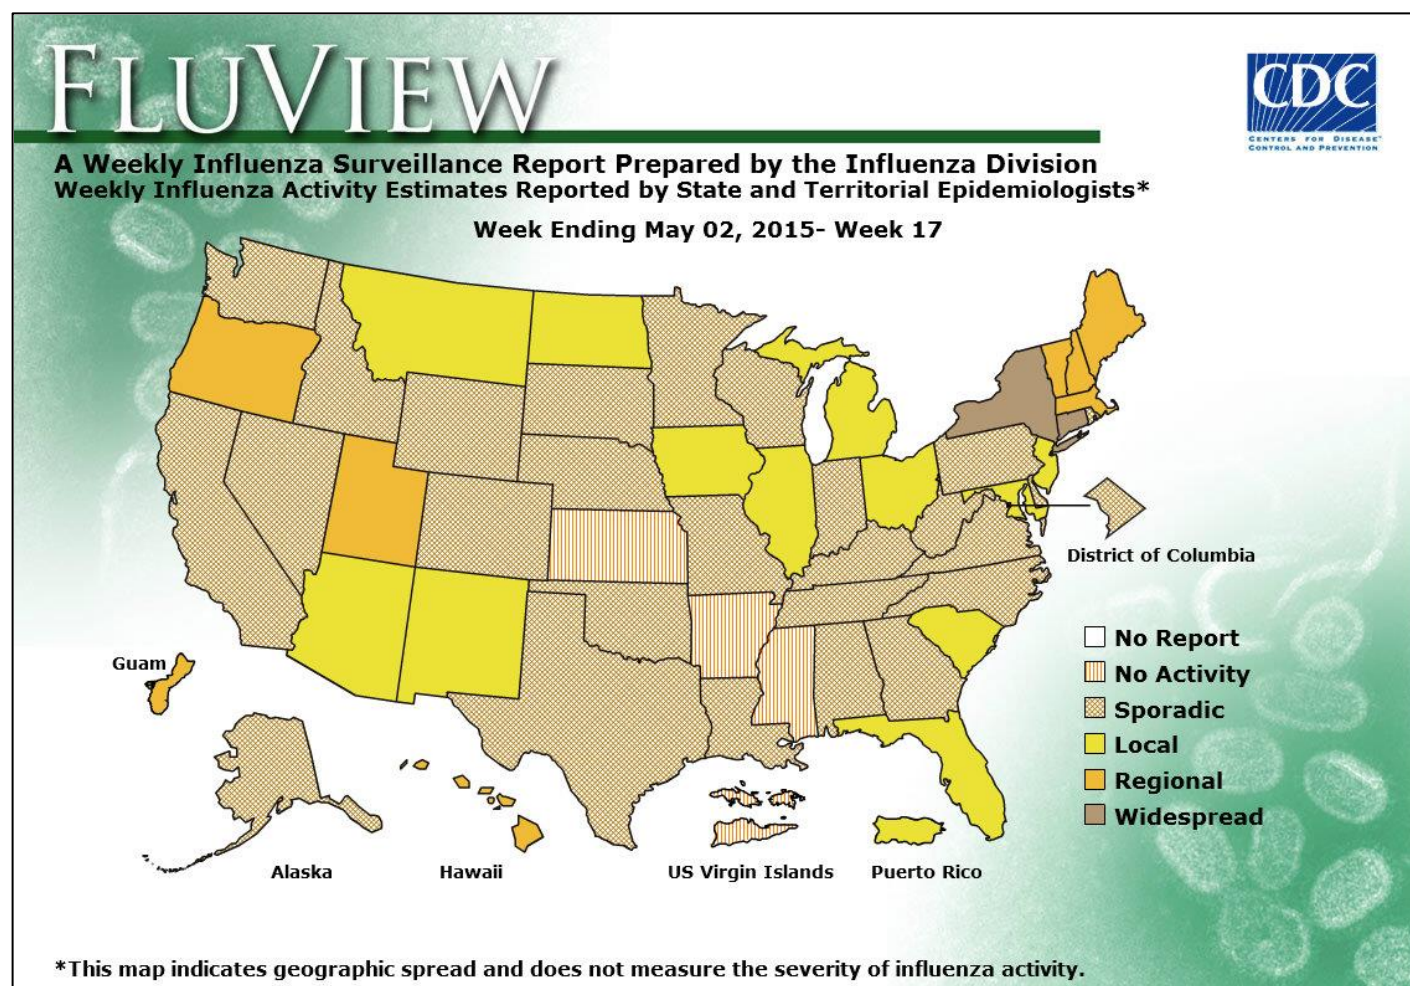 FLUVIEW
CDC
CENTERS FOR DISEASE
CONTROL AND PREVENTION
A Weekly Influenza Surveillance Report Prepared by the Influenza Division
Weekly Influenza Activity Estimates Reported by State and Territorial Epidemiologists*
Week Ending May 02, 2015- Week 17
District of Columbia
No Report
Guam
No Activity
Sporadic
Local
Regional
Widespread
Alaska
Hawaii
US Virgin Islands
Puerto Rico
*This map indicates geographic spread and does not measure the severity of influenza activity.